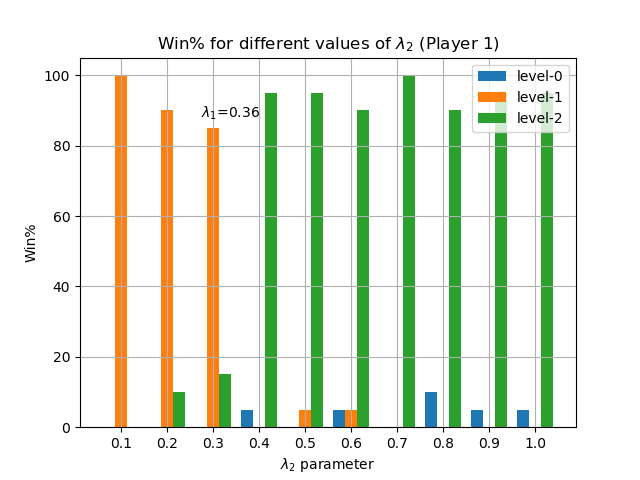 Win% for different values of λ₂ (Player 1)
level-0
level-1
level-2
λ₁=0.36
Win%
100
80
60
40
20
0
0.1 0.2 0.3 0.4 0.5 0.6 0.7 0.8 0.9 1.0
λ₂ parameter